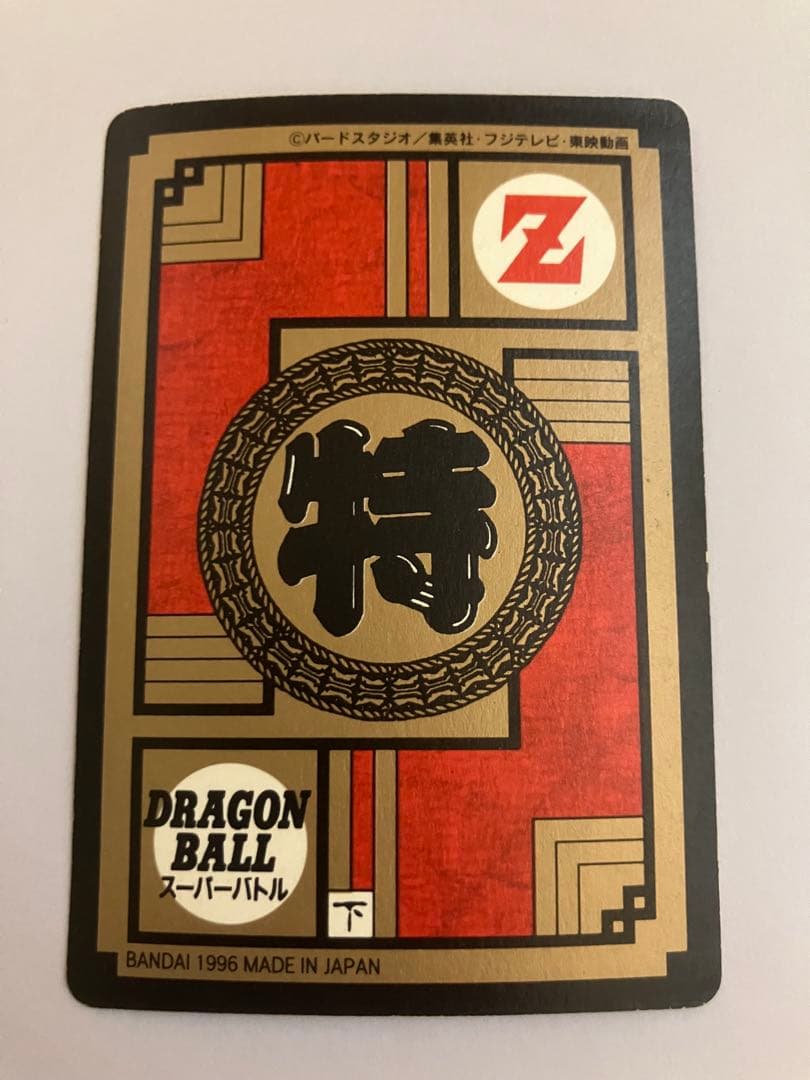 ©バードスタジオ／集英社・フジテレビ・東映動画
Z
特
DRAGON
BALL
スーパーバトル
下
BANDAI 1996 MADE IN JAPAN